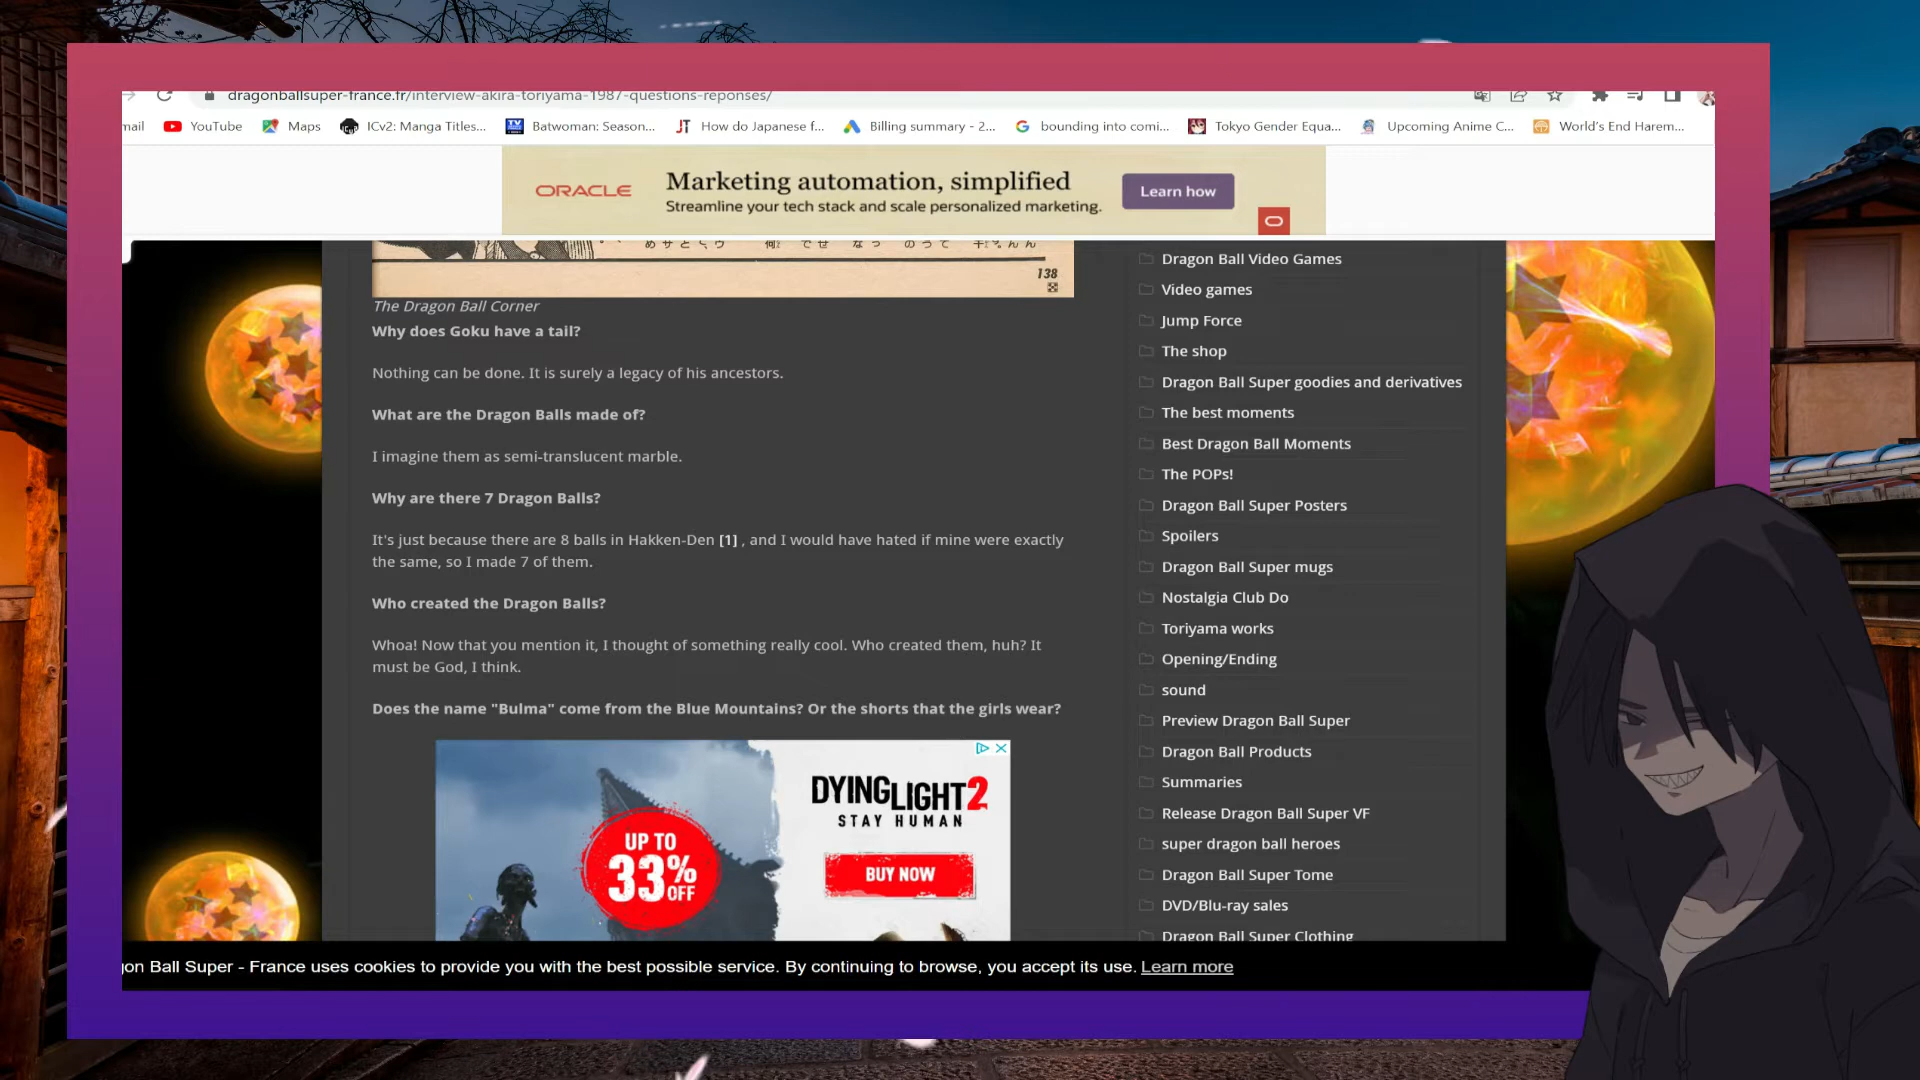 dragonballsuper-france.fr/interview-akira-toriyama-1987-questions-reponses/
mail
YouTube
Maps
ICv2: Manga Titles...
Batwoman: Season...
How do Japanese f...
Billing summary - 2...
bounding into comi...
Tokyo Gender Equa...
Upcoming Anime C...
World's End Harem...
ORACLE
Marketing automation, simplified
Streamline your tech stack and scale personalized marketing.
Learn how
138
The Dragon Ball Corner
Why does Goku have a tail?
Nothing can be done. It is surely a legacy of his ancestors.
What are the Dragon Balls made of?
I imagine them as semi-translucent marble.
Why are there 7 Dragon Balls?
It's just because there are 8 balls in Hakken-Den [1] , and I would have hated if mine were exactly
the same, so I made 7 of them.
Who created the Dragon Balls?
Whoa! Now that you mention it, I thought of something really cool. Who created them, huh? It
must be God, I think.
Does the name "Bulma" come from the Blue Mountains? Or the shorts that the girls wear?
UP TO
33%
OFF
DYING LIGHT 2
STAY HUMAN
BUY NOW
Dragon Ball Video Games
Video games
Jump Force
The shop
Dragon Ball Super goodies and derivatives
The best moments
Best Dragon Ball Moments
The POPs!
Dragon Ball Super Posters
Spoilers
Dragon Ball Super mugs
Nostalgia Club Do
Toriyama works
Opening/Ending
sound
Preview Dragon Ball Super
Dragon Ball Products
Summaries
Release Dragon Ball Super VF
super dragon ball heroes
Dragon Ball Super Tome
DVD/Blu-ray sales
Dragon Ball Super Clothing
gon Ball Super - France uses cookies to provide you with the best possible service. By continuing to browse, you accept its use. Learn more